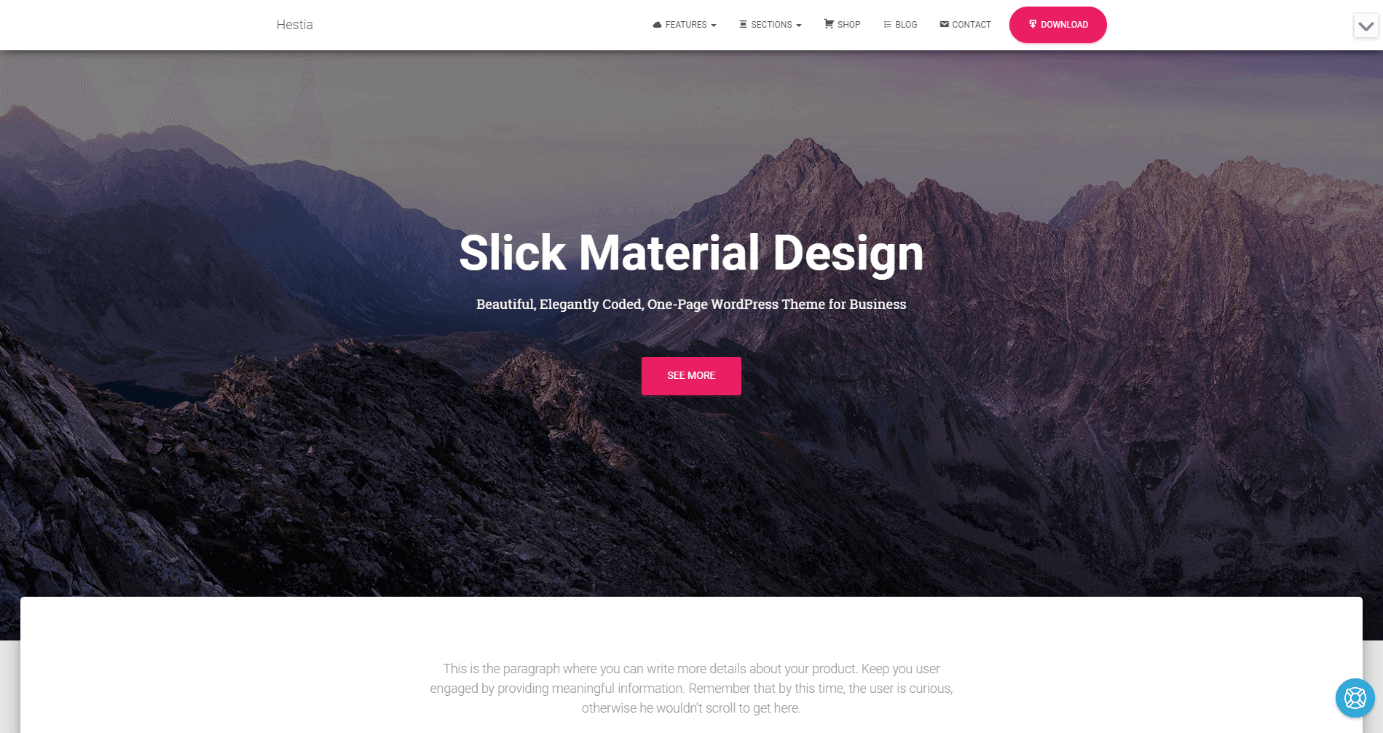 Hestia
FEATURES
SECTIONS
SHOP
BLOG
CONTACT
DOWNLOAD
Slick Material Design
Beautiful, Elegantly Coded, One-Page WordPress Theme for Business
SEE MORE
This is the paragraph where you can write more details about your product. Keep you user
engaged by providing meaningful information. Remember that by this time, the user is curious,
otherwise he wouldn't scroll to get here.